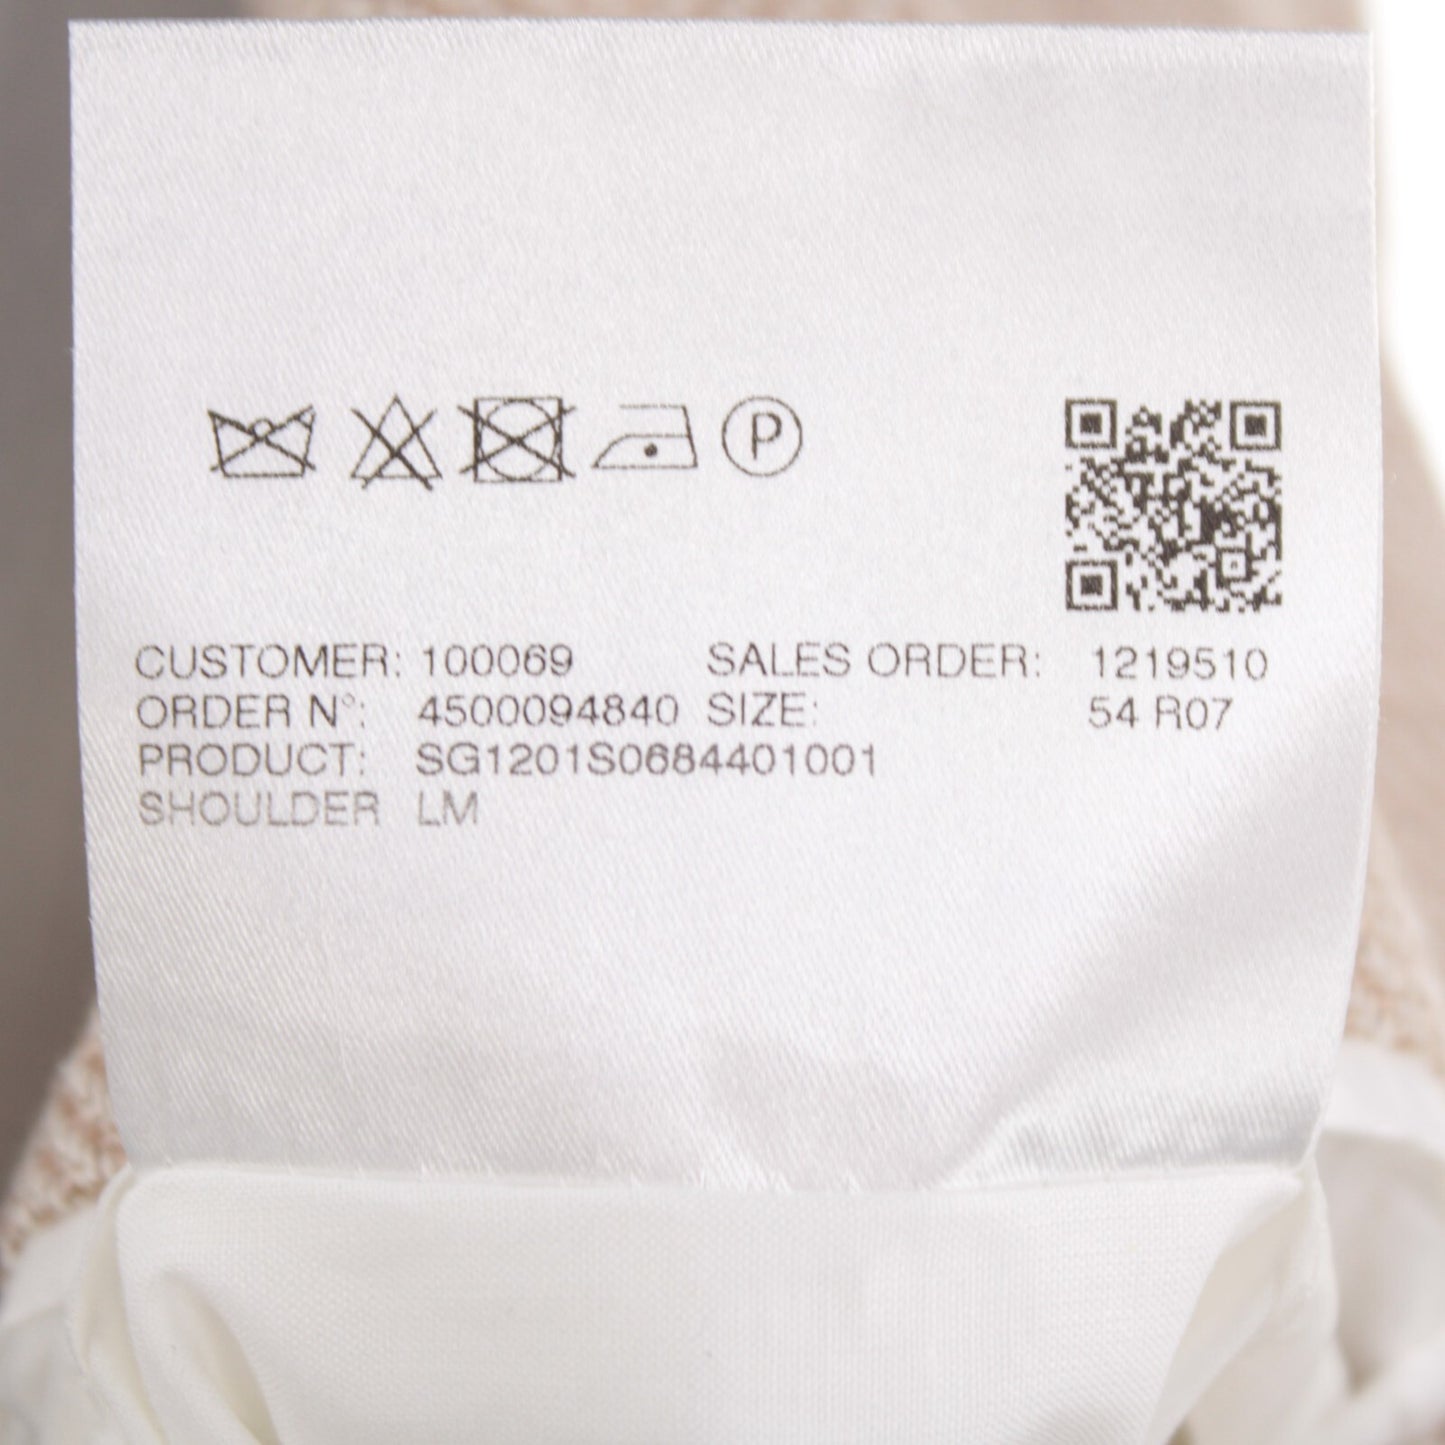 P
CUSTOMER: 100069 SALES ORDER: 1219510
ORDER N°: 4500094840 SIZE: 54 R07
PRODUCT: SG1201S0684401001
SHOULDER LM